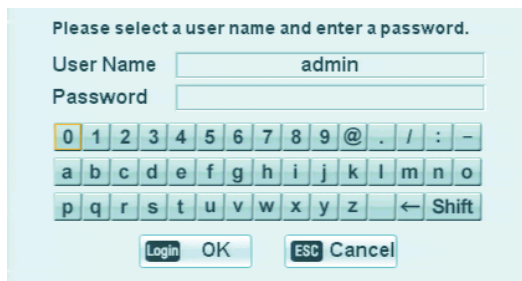 Please select a user name and enter a password.
User Name admin
Password
0 1 2 3 4 5 6 7 8 9 @ . / : -
a b c d e f g h i j k l m n o
p q r s t u v w x y z ← Shift
Login OK ESC Cancel